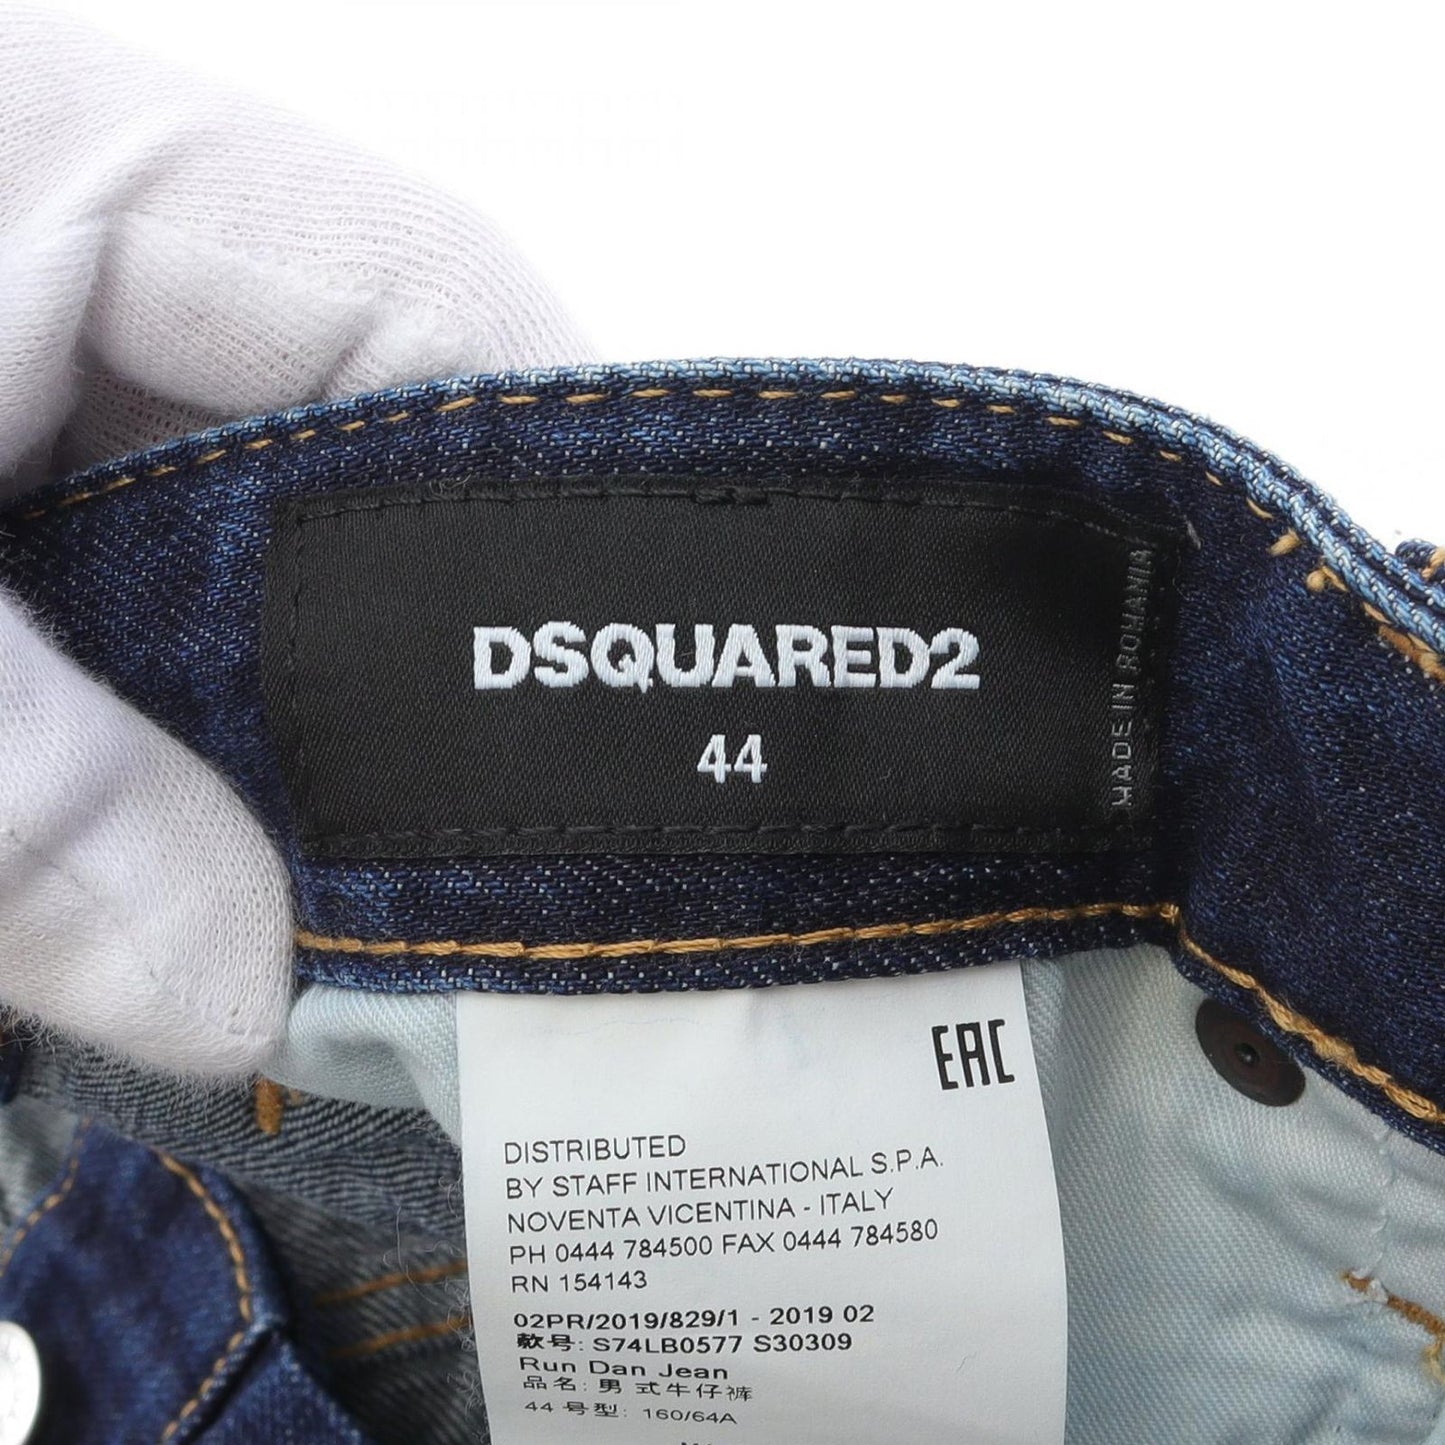 DSQUARED2
44
MADE IN ROMANIA
EAC
DISTRIBUTED
BY STAFF INTERNATIONAL S.P.A.
NOVENTA VICENTINA - ITALY
PH 0444 784500 FAX 0444 784580
RN 154143
02PR/2019/829/1 - 2019 02
款号: S74LB0577 S30309
Run Dan Jean
品名: 男式牛仔裤
44 号型: 160/64A